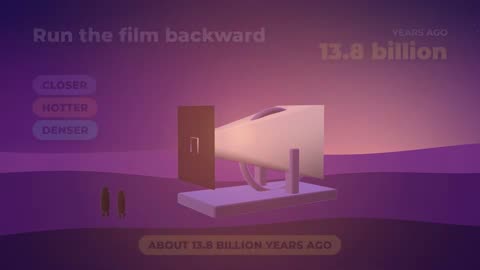 Run the film backward
YEARS AGO
13.8 billion
CLOSER
HOTTER
DENSER
ABOUT 13.8 BILLION YEARS AGO